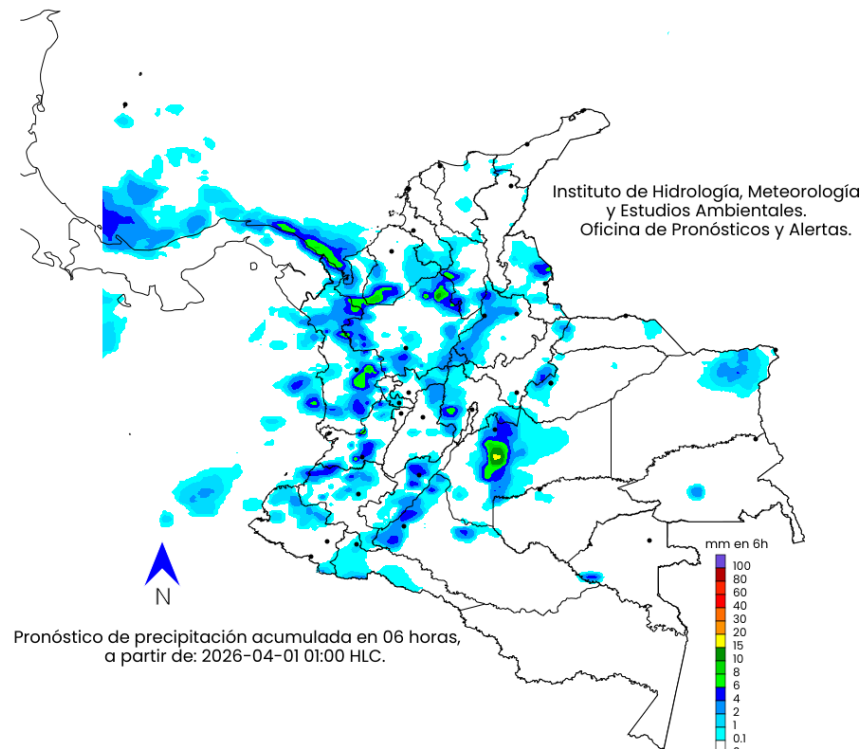 Instituto de Hidrología, Meteorología
y Estudios Ambientales.
Oficina de Pronósticos y Alertas.
mm en 6h
100
80
60
40
30
20
15
10
8
6
4
2
1
0.1
N
Pronóstico de precipitación acumulada en 06 horas,
a partir de: 2026-04-01 01:00 HLC.